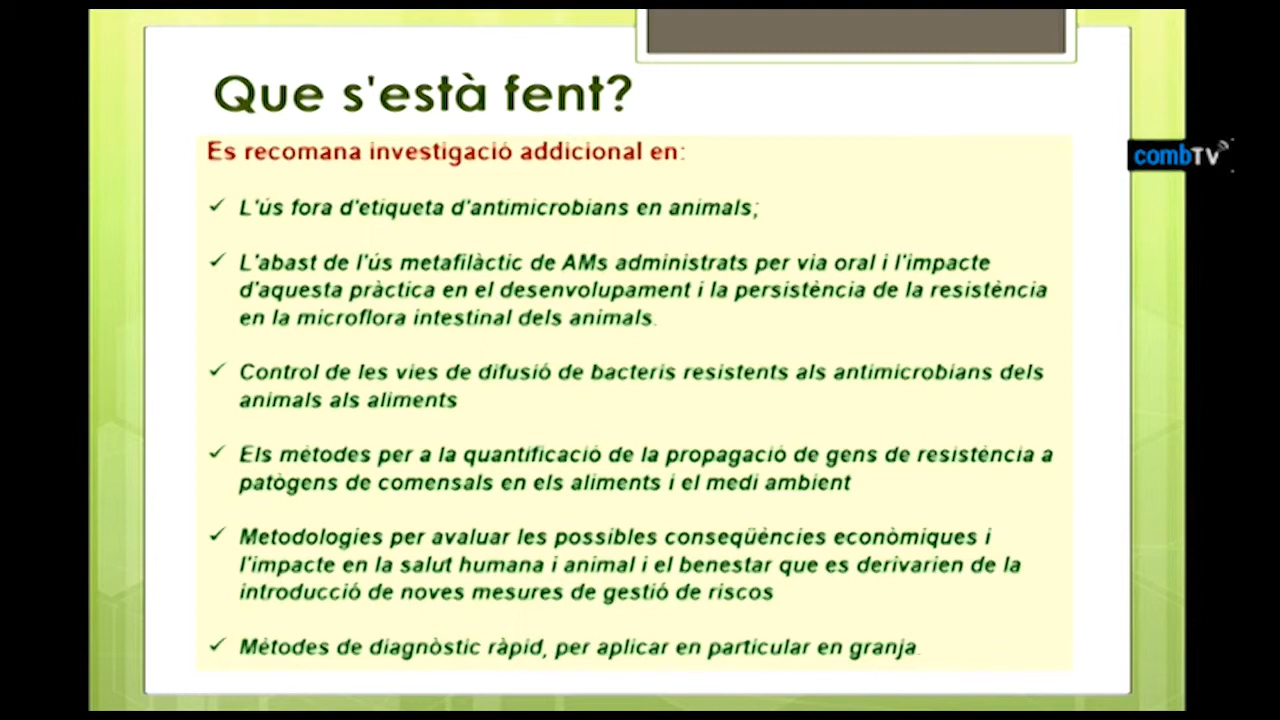 Que s'està fent?
Es recomana investigació addicional en:
L'ús fora d'etiqueta d'antimicrobians en animals;
L'abast de l'ús metafilàctic de AMs administrats per via oral i l'impacte
d'aquesta pràctica en el desenvolupament i la persistència de la resistència
en la microflora intestinal dels animals.
Control de les vies de difusió de bacteris resistents als antimicrobians dels
animals als aliments
Els mètodes per a la quantificació de la propagació de gens de resistència a
patògens de comensals en els aliments i el medi ambient
Metodologies per avaluar les possibles conseqüències econòmiques i
l'impacte en la salut humana i animal i el benestar que es derivarien de la
introducció de noves mesures de gestió de riscos
Mètodes de diagnòstic ràpid, per aplicar en particular en granja.
combTV